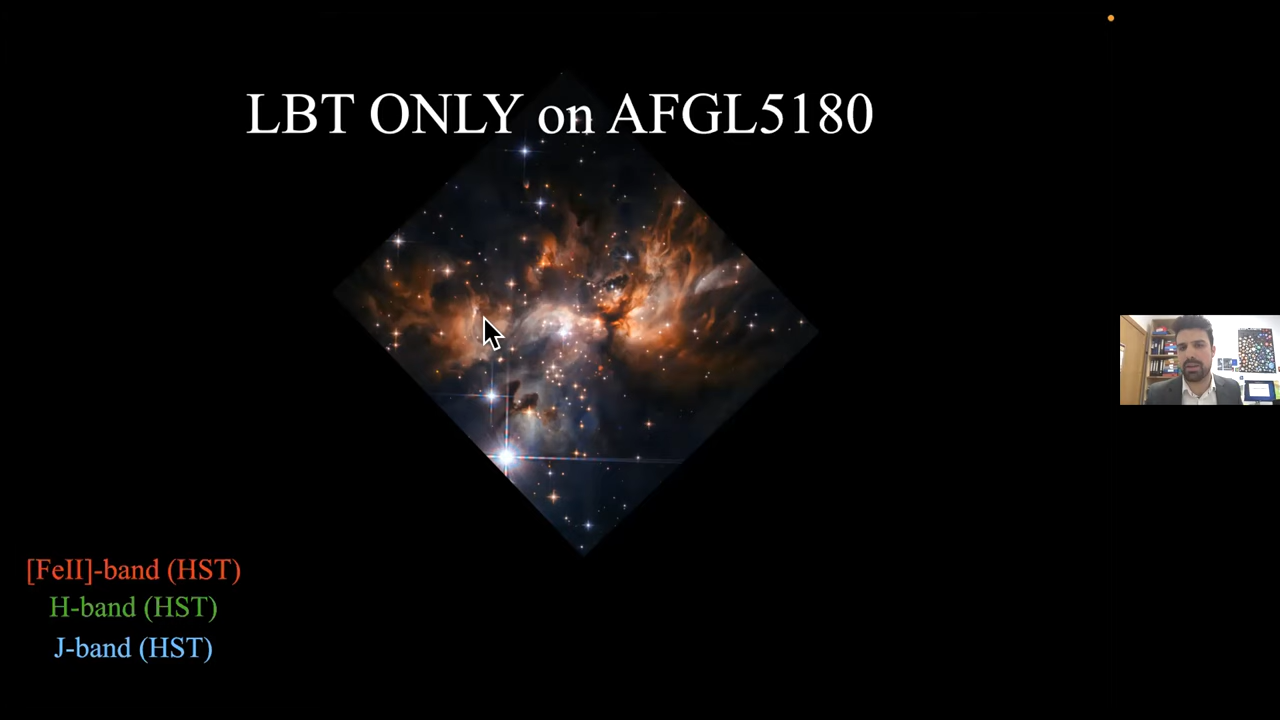 LBT ONLY on AFGL5180
[FeII]-band (HST)
H-band (HST)
J-band (HST)